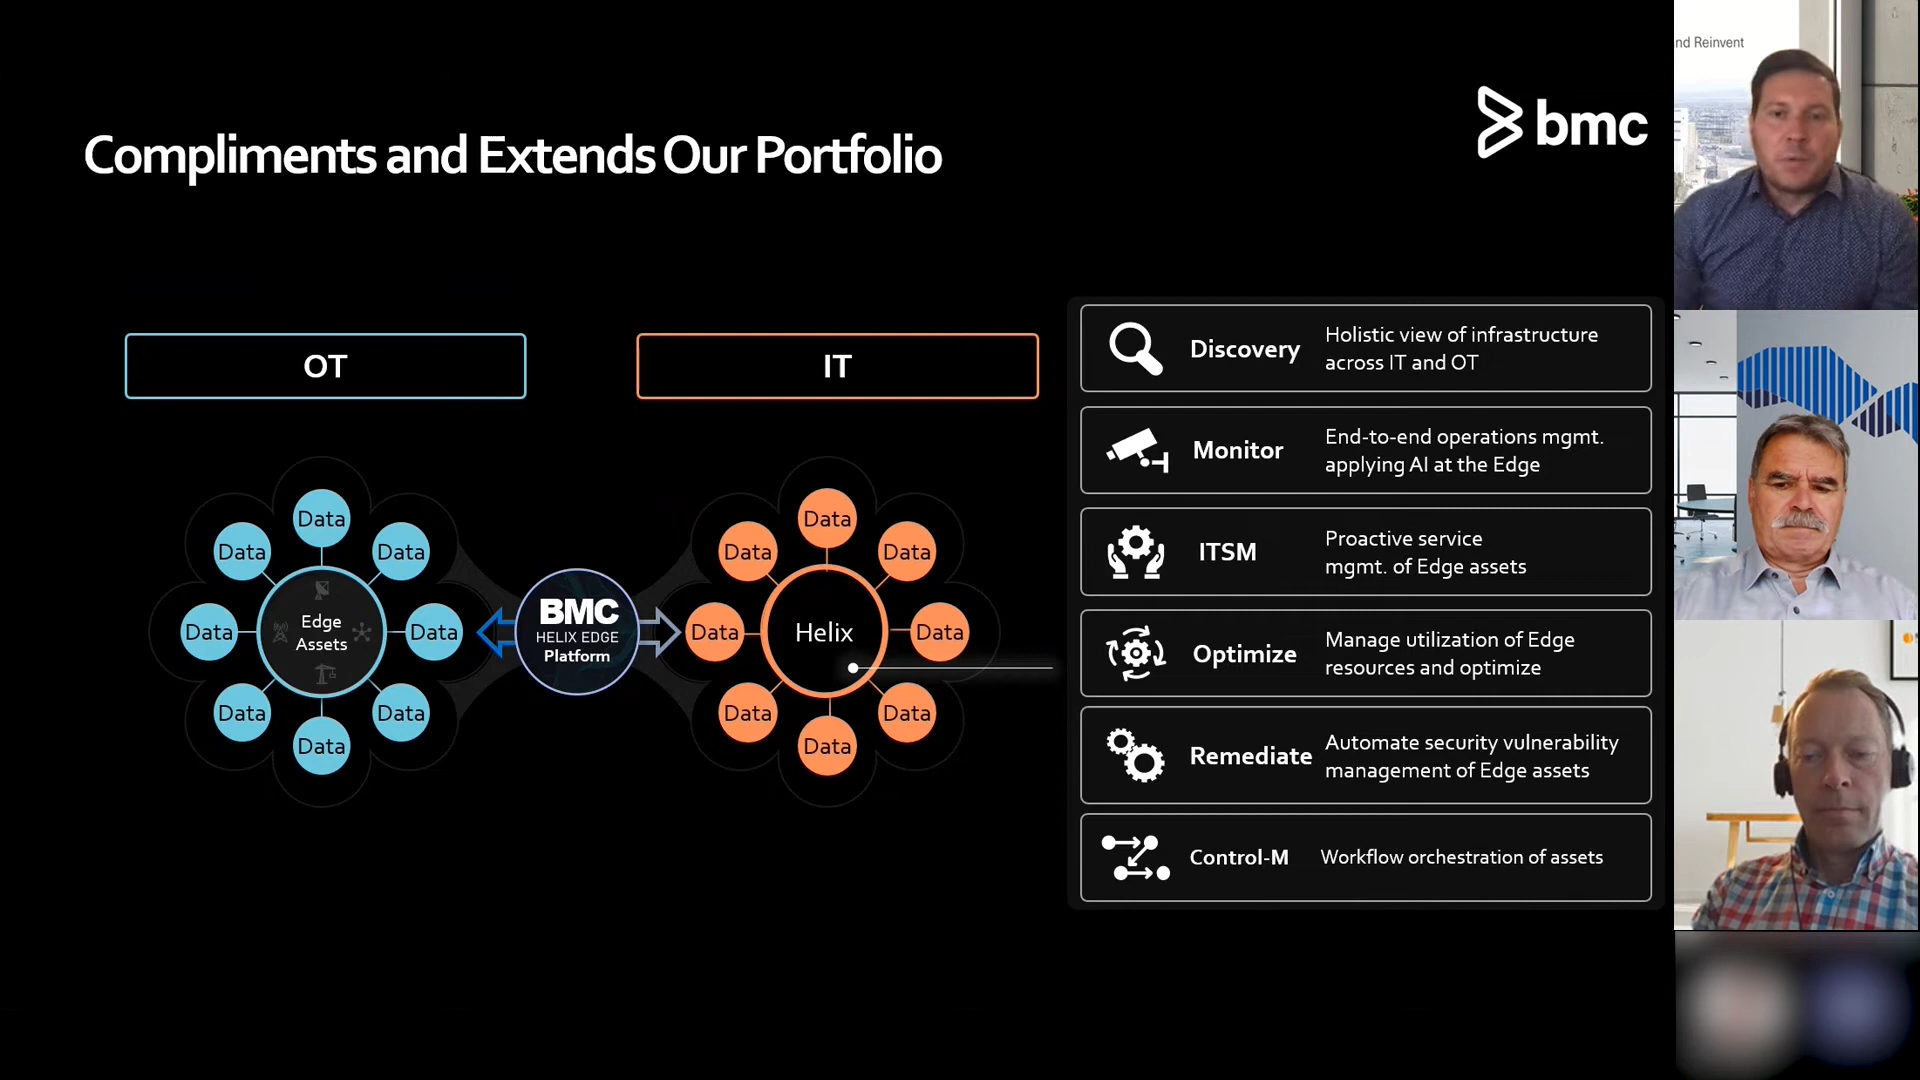 Compliments and Extends Our Portfolio
bmc
nd Reinvent
OT
IT
Data
Data
Data
Data
Data
Data
Data
Data
Edge
Assets
BMC
HELIX EDGE
Platform
Data
Data
Data
Data
Data
Data
Data
Data
Helix
Discovery
Holistic view of infrastructure
across IT and OT
Monitor
End-to-end operations mgmt.
applying AI at the Edge
ITSM
Proactive service
mgmt. of Edge assets
Optimize
Manage utilization of Edge
resources and optimize
Remediate
Automate security vulnerability
management of Edge assets
Control-M
Workflow orchestration of assets